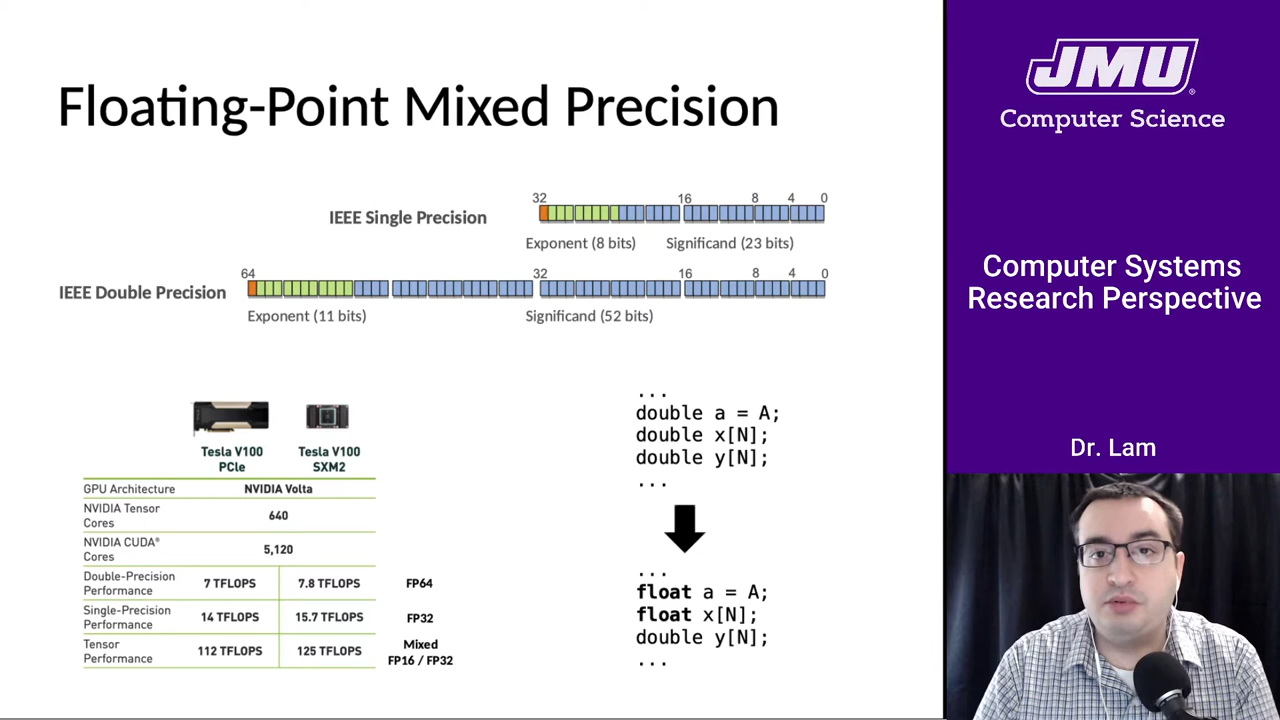 Floating-Point Mixed Precision
32 16 8 4 0
IEEE Single Precision
Exponent (8 bits) Significand (23 bits)
64 32 16 8 4 0
IEEE Double Precision
Exponent (11 bits) Significand (52 bits)
Tesla V100 Tesla V100
PCle SXM2
GPU Architecture NVIDIA Volta
NVIDIA Tensor
Cores 640
NVIDIA CUDA®
Cores 5,120
Double-Precision
Performance 7 TFLOPS 7.8 TFLOPS FP64
Single-Precision
Performance 14 TFLOPS 15.7 TFLOPS FP32
Tensor
Performance 112 TFLOPS 125 TFLOPS Mixed
FP16 / FP32
...
double a = A;
double x[N];
double y[N];
...
...
float a = A;
float x[N];
double y[N];
...
JMU
Computer Science
Computer Systems
Research Perspective
Dr. Lam